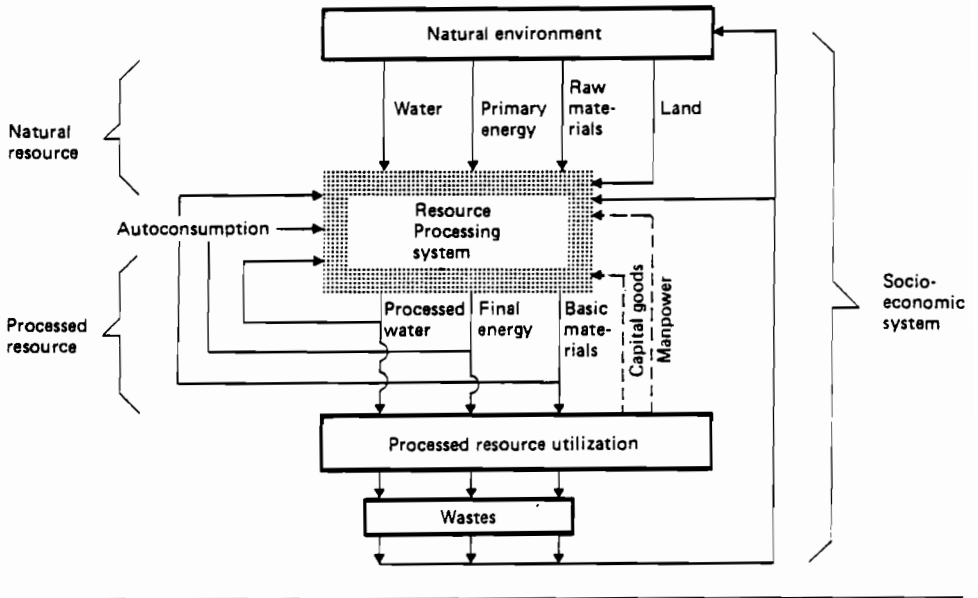 Natural environment
Water
Primary
energy
Raw
mate-
rials
Land
Natural
resource
Resource
Processing
system
Autoconsumption
Processed
resource
Processed
water
Final
energy
Basic
mate-
rials
Capital goods
Manpower
Socio-
economic
system
Processed resource utilization
Wastes